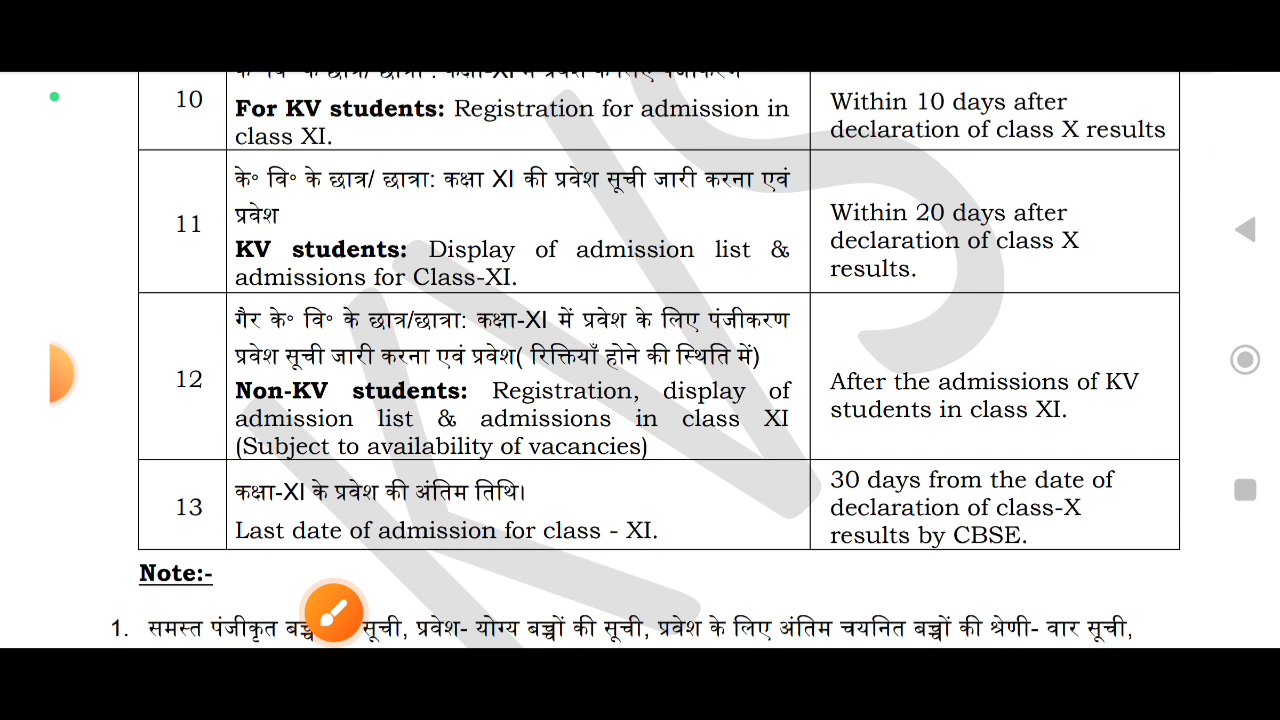 के॰ वि॰ के छात्र/ छात्रा : कक्षा-XI में प्रवेश के लिए पंजीकरण
10
For KV students: Registration for admission in
class XI.
Within 10 days after
declaration of class X results
11
के॰ वि॰ के छात्र/ छात्रा: कक्षा XI की प्रवेश सूची जारी करना एवं
प्रवेश
KV students: Display of admission list &
admissions for Class-XI.
Within 20 days after
declaration of class X
results.
12
गैर के॰ वि॰ के छात्र/छात्रा: कक्षा-XI में प्रवेश के लिए पंजीकरण
प्रवेश सूची जारी करना एवं प्रवेश( रिक्तियाँ होने की स्थिति में)
Non-KV students: Registration, display of
admission list & admissions in class XI
(Subject to availability of vacancies)
After the admissions of KV
students in class XI.
13
कक्षा-XI के प्रवेश की अंतिम तिथि।
Last date of admission for class - XI.
30 days from the date of
declaration of class-X
results by CBSE.
Note:-
1. समस्त पंजीकृत सूची, प्रवेश- योग्य बच्चों की सूची, प्रवेश के लिए अंतिम चयनित बच्चों की श्रेणी- वार सूची,
KVS